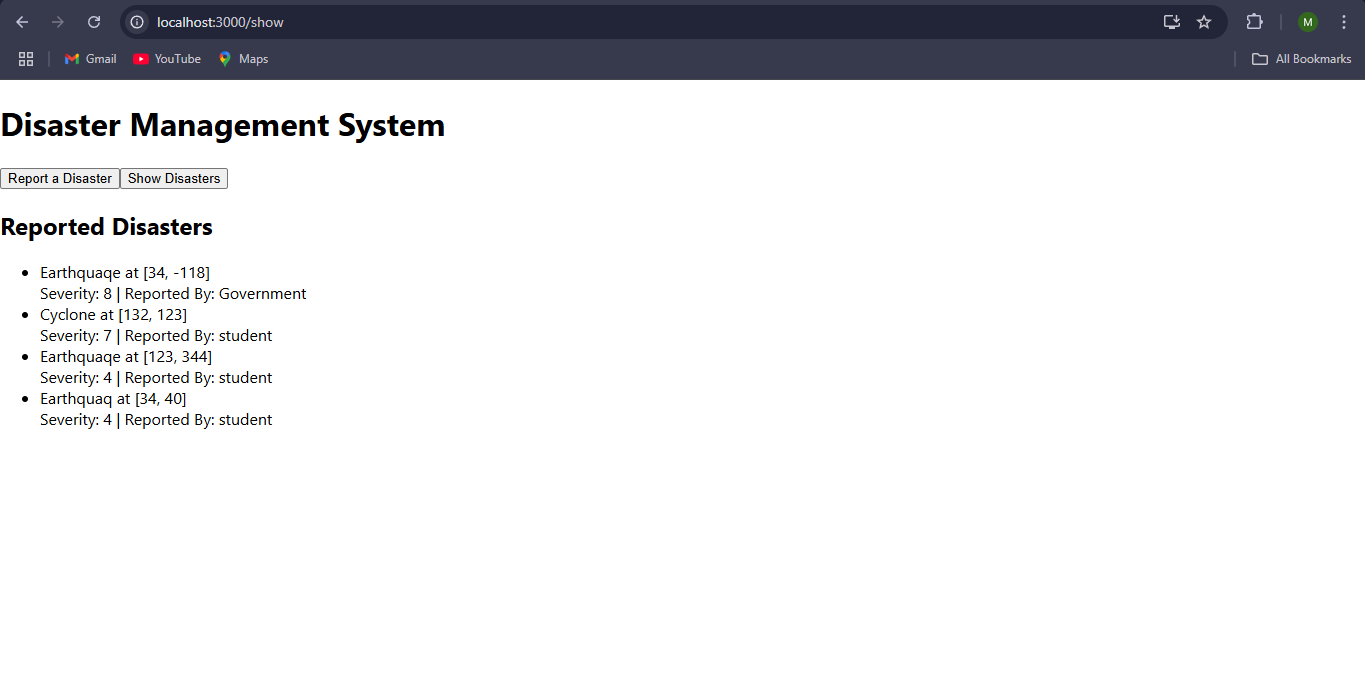 localhost:3000/show
M
Gmail YouTube Maps All Bookmarks
Disaster Management System
Report a Disaster Show Disasters
Reported Disasters
Earthquaqe at [34, -118]
Severity: 8 | Reported By: Government
Cyclone at [132, 123]
Severity: 7 | Reported By: student
Earthquaqe at [123, 344]
Severity: 4 | Reported By: student
Earthquaq at [34, 40]
Severity: 4 | Reported By: student